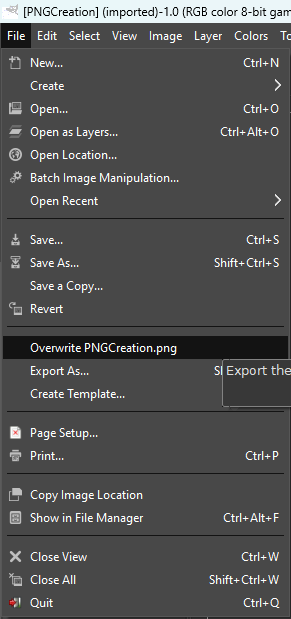 [PNGCreation] (imported)-1.0 (RGB color 8-bit gam
File Edit Select View Image Layer Colors To
New... Ctrl+N
Create
Open... Ctrl+O
Open as Layers... Ctrl+Alt+O
Open Location...
Batch Image Manipulation...
Open Recent
Save... Ctrl+S
Save As... Shift+Ctrl+S
Save a Copy...
Revert
Overwrite PNGCreation.png
Export As... Export the
Create Template...
Page Setup...
Print... Ctrl+P
Copy Image Location
Show in File Manager Ctrl+Alt+F
Close View Ctrl+W
Close All Shift+Ctrl+W
Quit Ctrl+Q